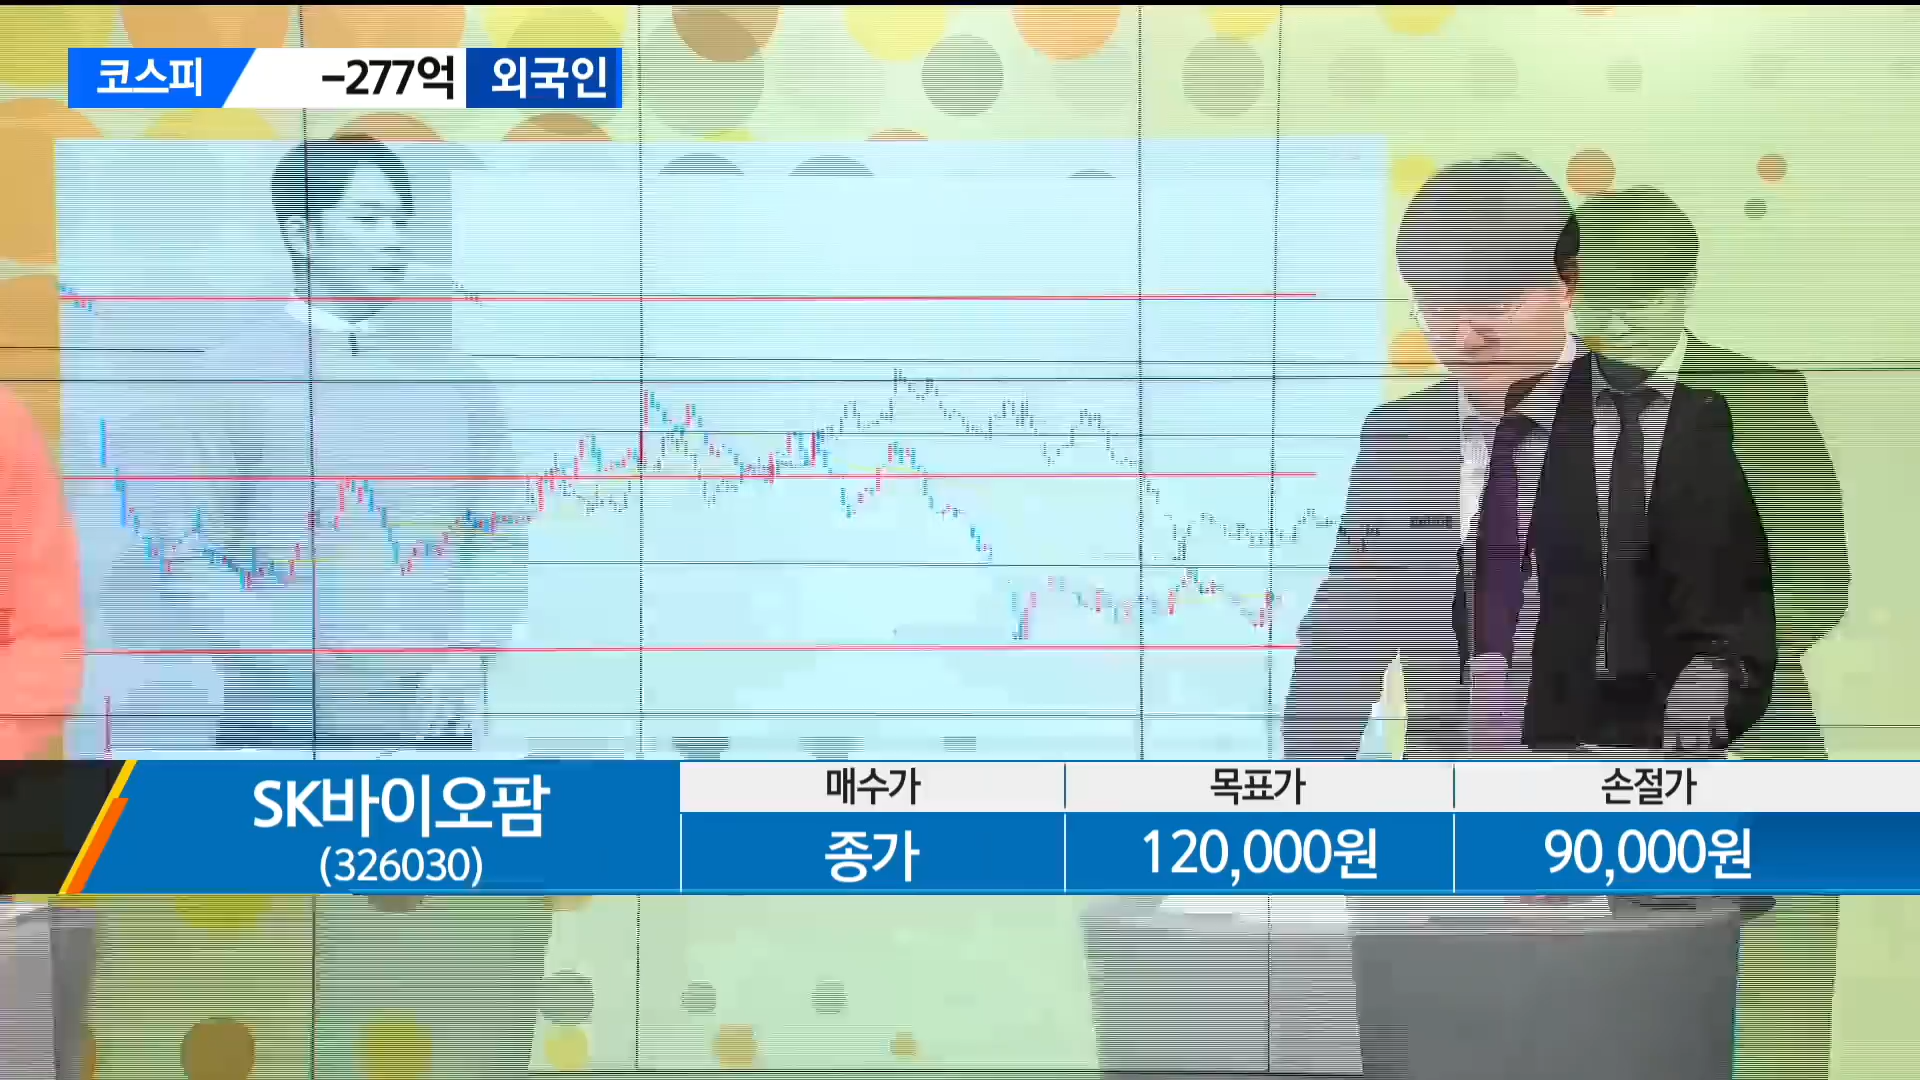 코스피 -277억 외국인
SK바이오팜
(326030)
매수가 목표가 손절가
종가 120,000원 90,000원